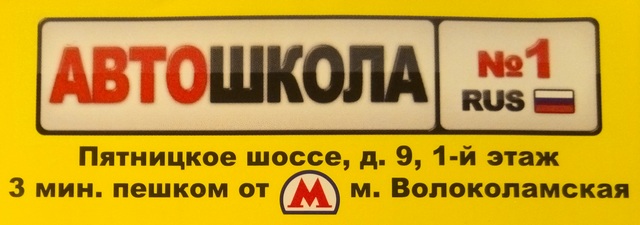 АВТОШКОЛА №1
RUS
Пятницкое шоссе, д. 9, 1-й этаж
3 мин. пешком от М м. Волоколамская